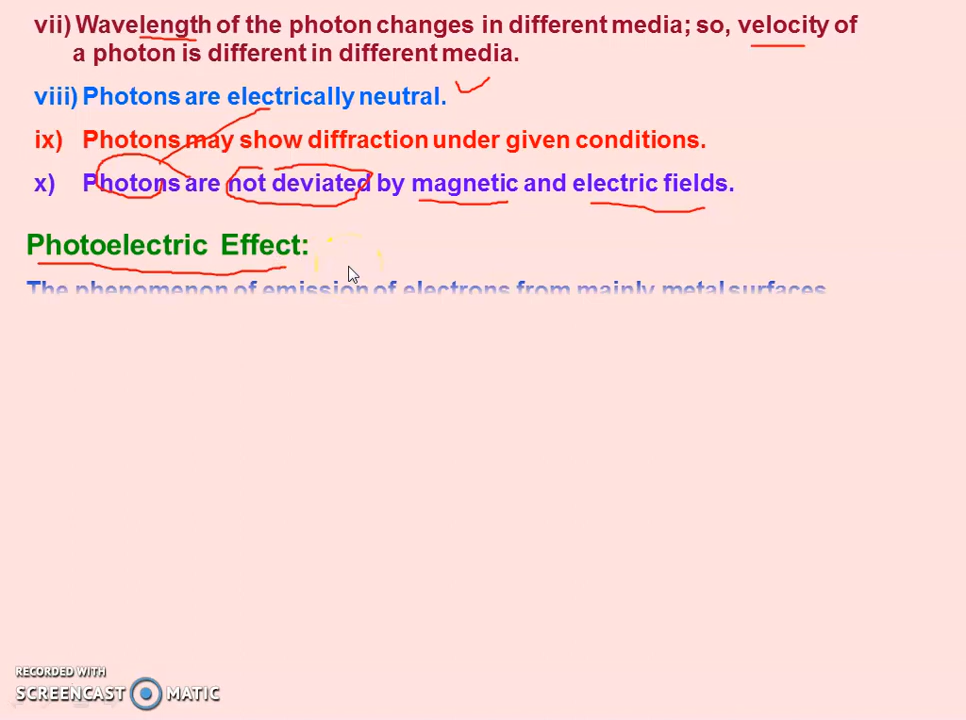 vii) Wavelength of the photon changes in different media; so, velocity of
a photon is different in different media.
viii) Photons are electrically neutral.
ix) Photons may show diffraction under given conditions.
x) Photons are not deviated by magnetic and electric fields.
Photoelectric Effect:
The phenomenon of emission of electrons from mainly metal surfaces
RECORDED WITH
SCREENCAST MATIC